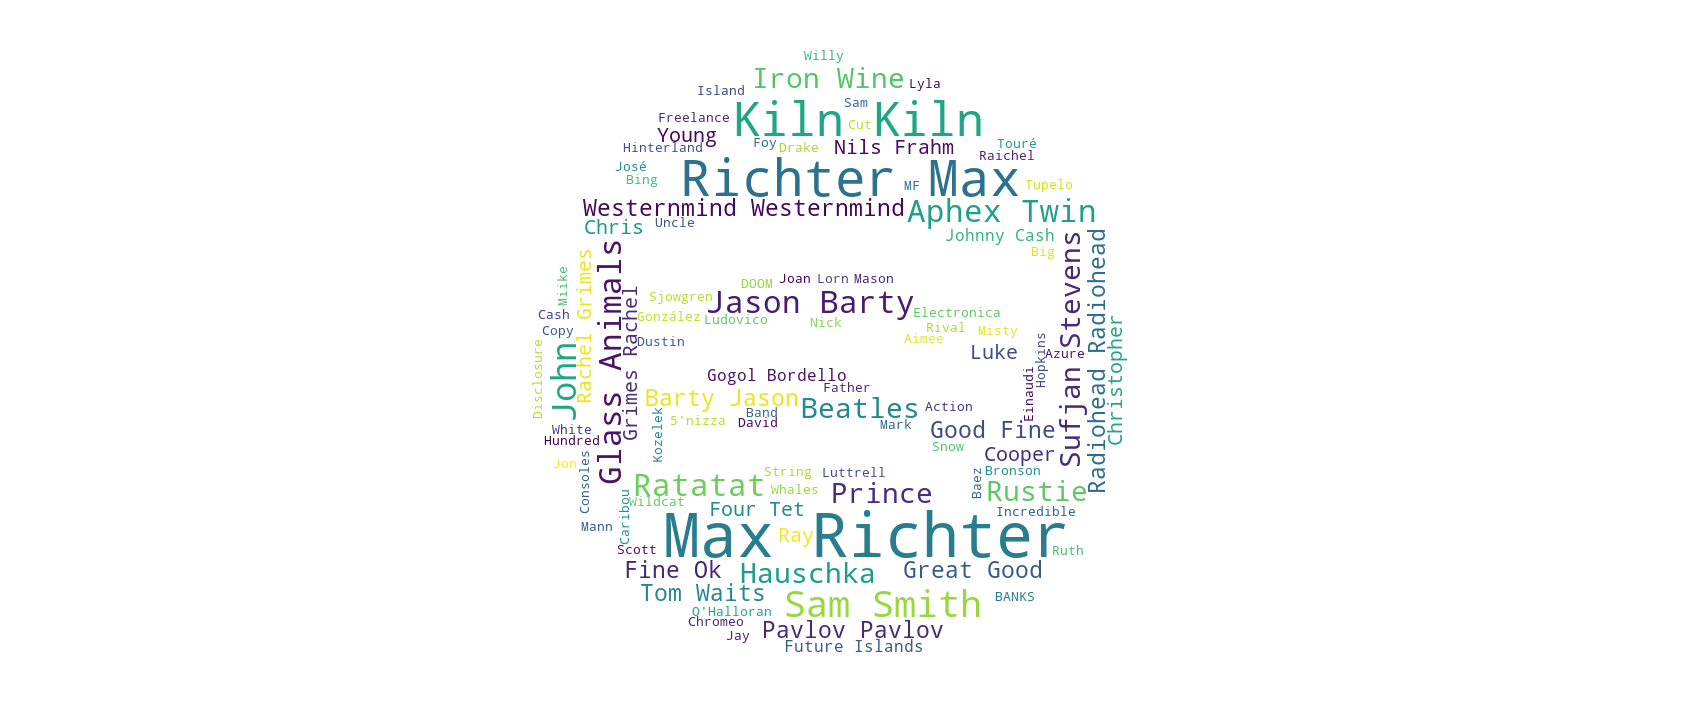 Willy
Iron Wine
Lyla
Island
Sam
Kiln Kiln
Freelance
Cut
Young
Foy
Drake
Nils Frahm
Touré
Hinterland
Raichel
José
Bing
Richter Max
MF
Tupelo
Westernmind Westernmind
Aphex Twin
Chris
Uncle
Johnny Cash
Big
Glass Animals
Rachel Grimes
Grimes Rachel
Miike
DOOM
Joan
Lorn
Mason
Sjowgren
Jason Barty
González
Ludovico
Nick
Electronica
Rival
Misty
Aimee
Sufjan Stevens
Radiohead Radiohead
Christopher
Cash
Copy
Dustin
Luke
Azure
Hopkins
Einaudi
Disclosure
John
Gogol Bordello
Father
Barty Jason
Beatles
Action
5'nizza
Band
David
Mark
Good Fine
Kozelek
White
Hundred
Snow
Cooper
Jon
Consoles
String
Luttrell
Baez
Bronson
Ratatat
Whales
Prince
Rustie
Wildcat
Caribou
Four Tet
Incredible
Mann
Max Richter
Ray
Scott
Ruth
Fine Ok
Hauschka
Great Good
Tom Waits
Sam Smith
BANKS
O'Halloran
Chromeo
Jay
Pavlov Pavlov
Future Islands